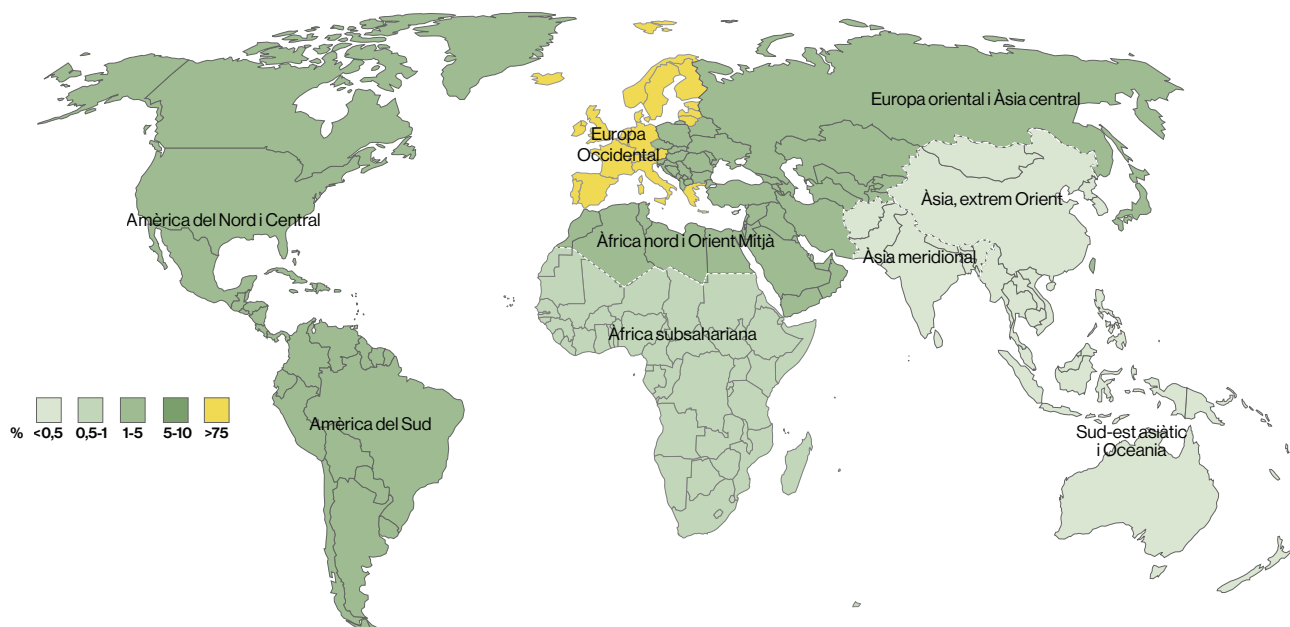 Europa oriental i Àsia central
Europa
Occidental
Àsia, extrem Orient
Amèrica del Nord i Central
Àfrica nord i Orient Mitjà
Àsia meridional
Àfrica subsahariana
% <0,5 0,5-1 1-5 5-10 >75
Amèrica del Sud
Sud-est asiàtic
i Oceania